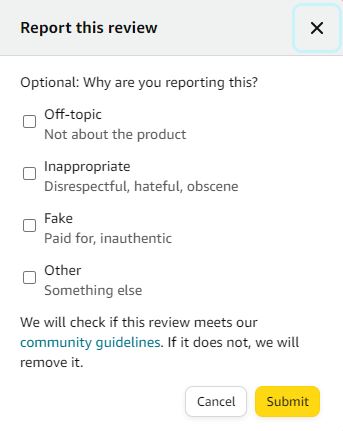 Report this review
Optional: Why are you reporting this?
Off-topic
Not about the product
Inappropriate
Disrespectful, hateful, obscene
Fake
Paid for, inauthentic
Other
Something else
We will check if this review meets our
community guidelines. If it does not, we will
remove it.
Cancel Submit